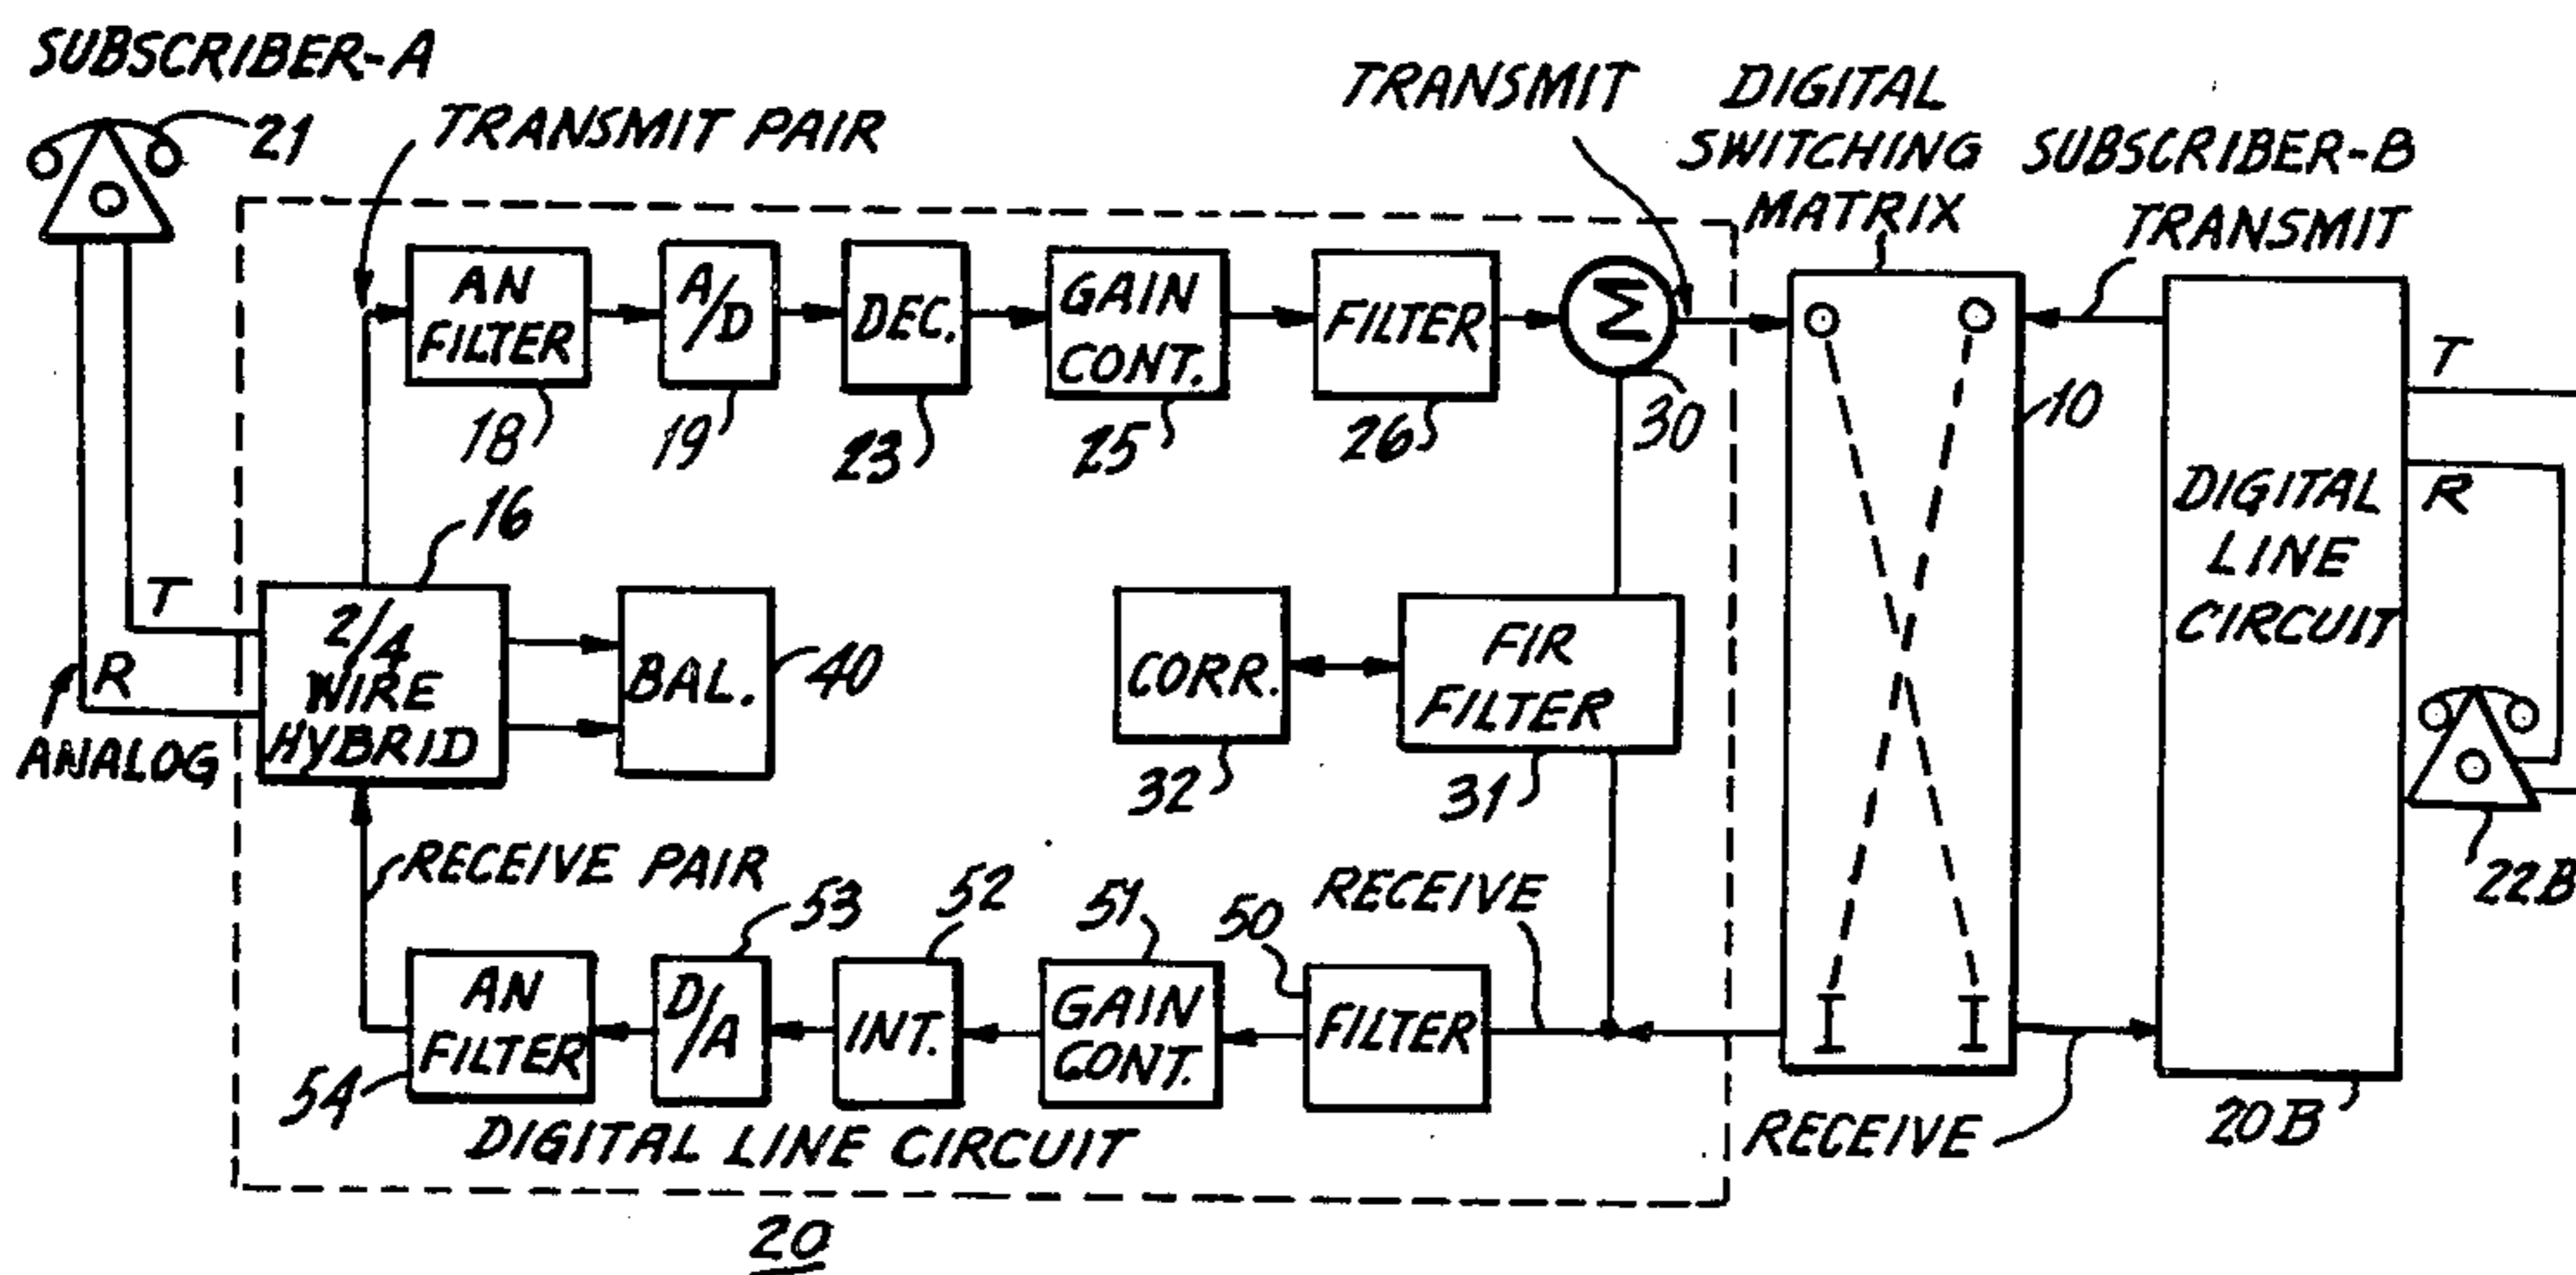 SUBSCRIBER-A
21
TRANSMIT PAIR
TRANSMIT
DIGITAL
SWITCHING
MATRIX
SUBSCRIBER-B
TRANSMIT
AN
FILTER
18
A/D
19
DEC.
23
GAIN
CONT.
25
FILTER
26
Σ
30
O
O
10
T
R
DIGITAL
LINE
CIRCUIT
T
R
ANALOG
16
2/4
WIRE
HYBRID
BAL.
40
CORR.
32
FIR
FILTER
31
22B
RECEIVE PAIR
AN
FILTER
54
D/A
53
INT.
52
GAIN
CONT.
51
FILTER
50
RECEIVE
I
I
RECEIVE
20B
DIGITAL LINE CIRCUIT
20